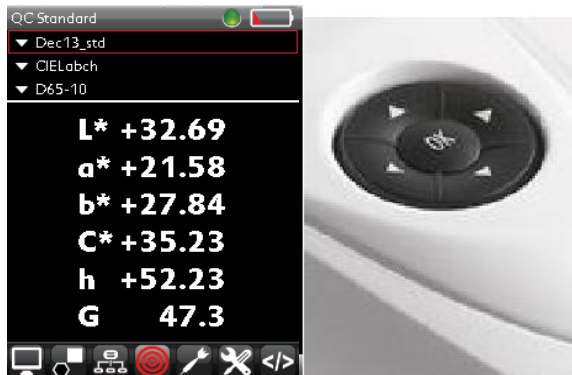 QC Standard
Dec13_std
CIELabch
D65-10
L* +32.69
a* +21.58
b* +27.84
C* +35.23
h +52.23
G 47.3
</>
OK